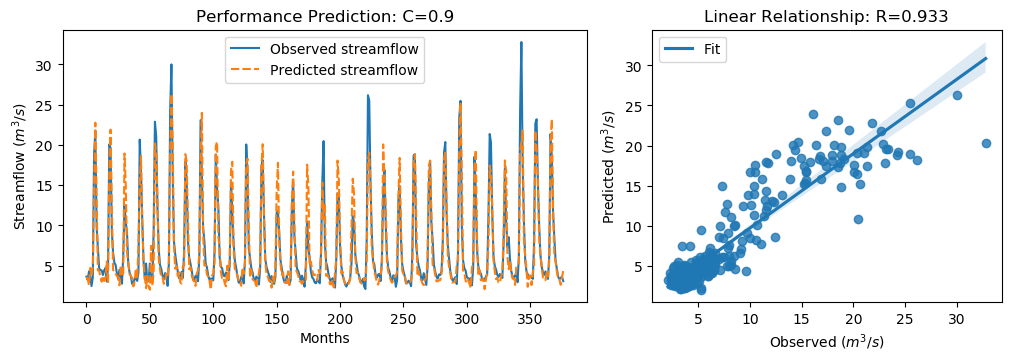 Performance Prediction: C=0.9
Observed streamflow
Predicted streamflow
Streamflow (m³/s)
30
25
20
15
10
5
0
50
100
150
200
250
300
350
Months
Linear Relationship: R=0.933
Fit
Predicted (m³/s)
30
25
20
15
10
5
5
10
15
20
25
30
Observed (m³/s)